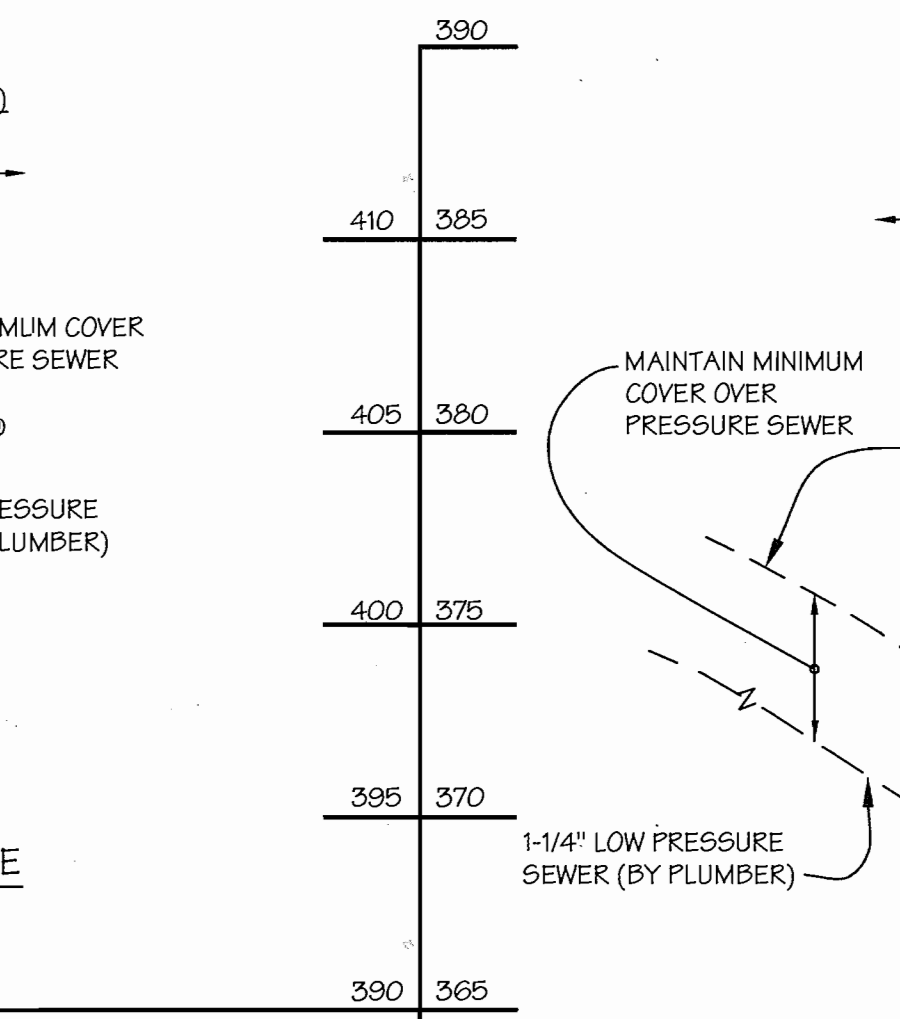 390
410 385
MUM COVER
RE SEWER
MAINTAIN MINIMUM
COVER OVER
PRESSURE SEWER
405 380
ESSURE
LUMBER)
400 375
395 370
1-1/4" LOW PRESSURE
SEWER (BY PLUMBER)
E
390 365